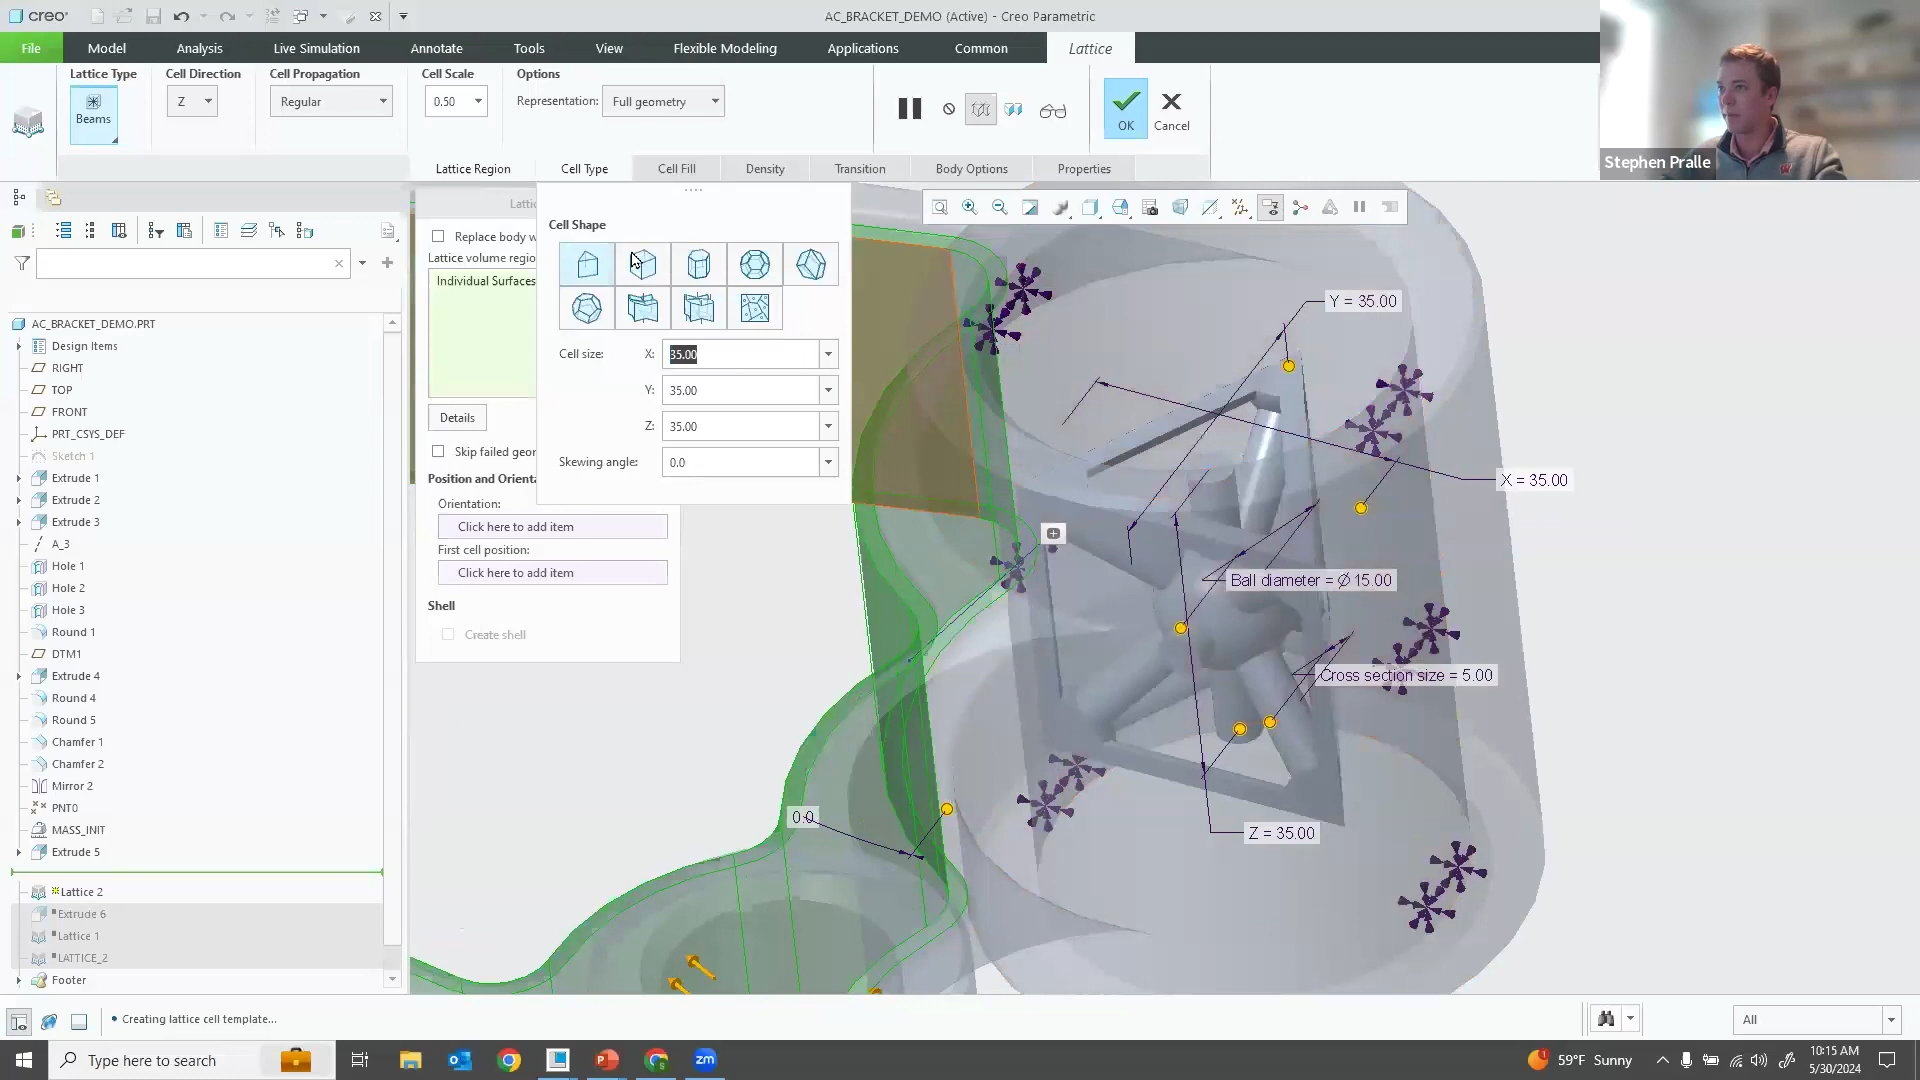 creo
AC_BRACKET_DEMO (Active) - Creo Parametric
File
Model
Analysis
Live Simulation
Annotate
Tools
View
Flexible Modeling
Applications
Common
Lattice
Lattice Type
Cell Direction
Cell Propagation
Cell Scale
Options
Beams
Z
Regular
0.50
Representation:
Full geometry
OK
Cancel
Lattice Region
Cell Type
Cell Fill
Density
Transition
Body Options
Properties
Stephen Pralle
Replace body w
Lattice volume regio
Individual Surfaces
Details
Skip failed geor
Position and Orienta
Orientation:
Click here to add item
First cell position:
Click here to add item
Shell
Create shell
Cell Shape
Cell size:
X:
35.00
Y:
35.00
Z:
35.00
Skewing angle:
0.0
AC_BRACKET_DEMO.PRT
Design Items
RIGHT
TOP
FRONT
PRT_CSYS_DEF
Sketch 1
Extrude 1
Extrude 2
Extrude 3
A_3
Hole 1
Hole 2
Hole 3
Round 1
DTM1
Extrude 4
Round 4
Round 5
Chamfer 1
Chamfer 2
Mirror 2
PNT0
MASS_INIT
Extrude 5
Lattice 2
Extrude 6
Lattice 1
LATTICE_2
Footer
Y = 35.00
X = 35.00
Ball diameter = Ø 15.00
Cross section size = 5.00
0.0
Z = 35.00
• Creating lattice cell template...
All
Type here to search
59°F Sunny
10:15 AM
5/30/2024